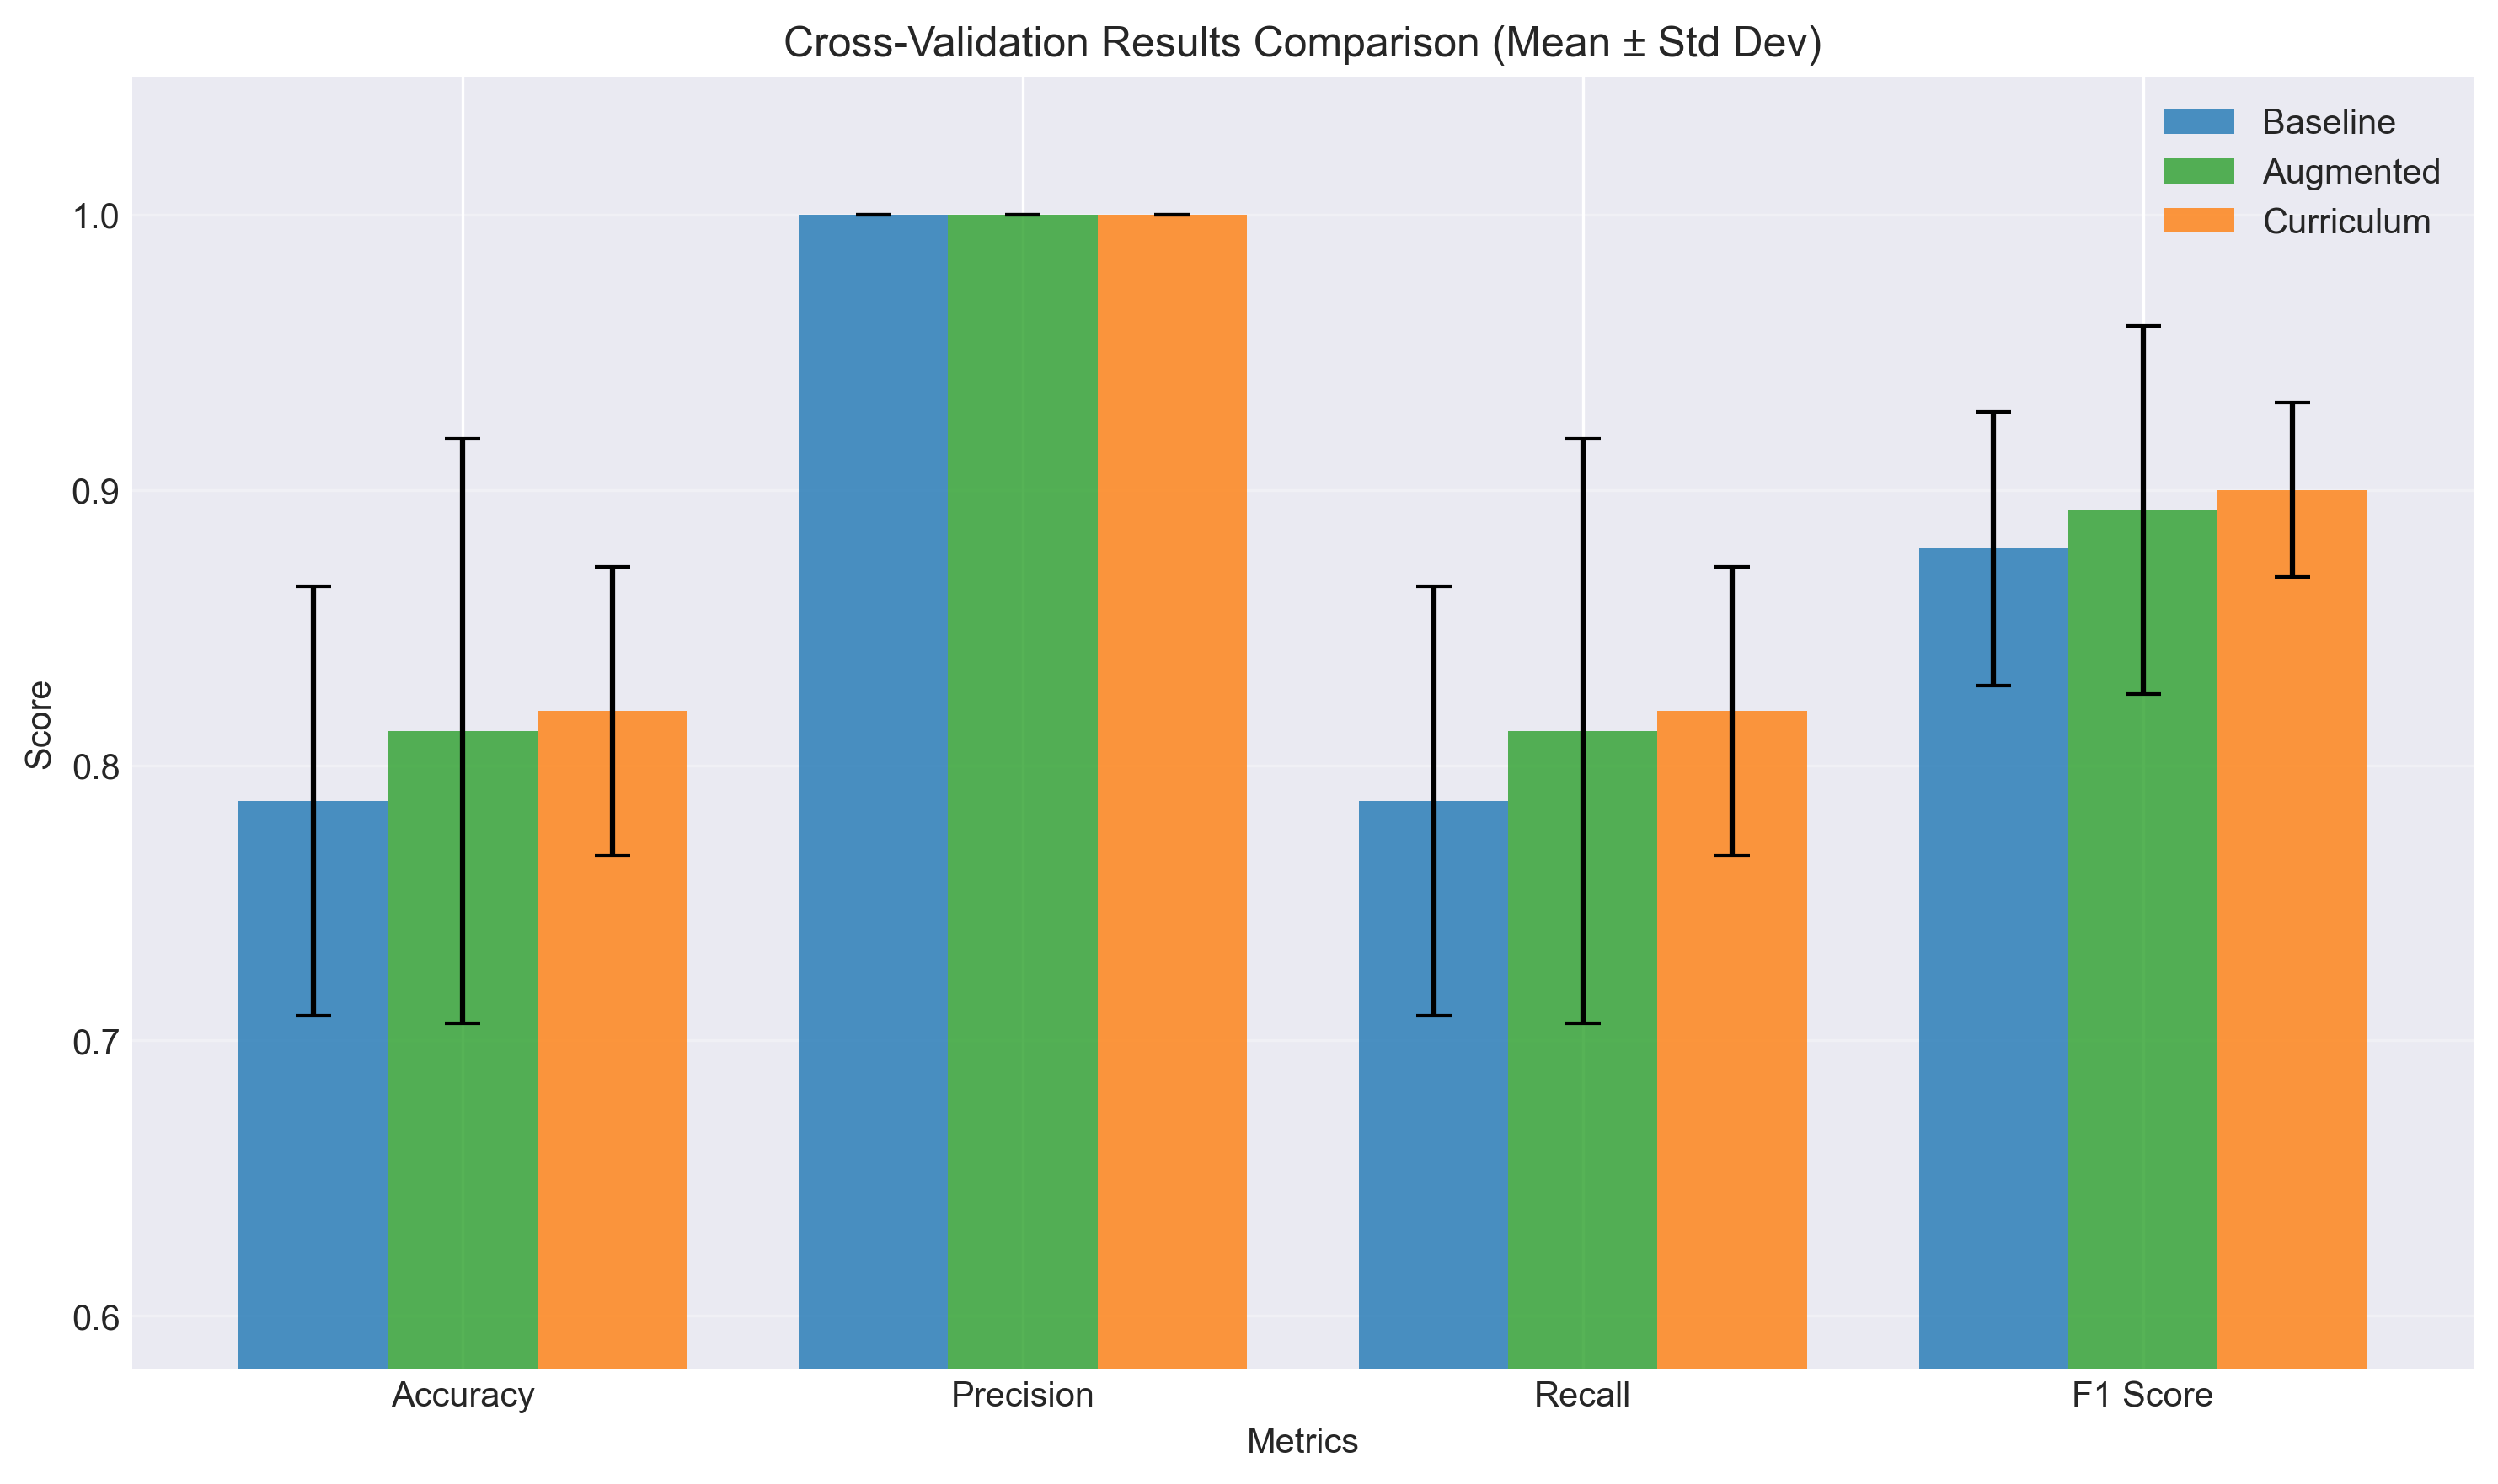 Cross-Validation Results Comparison (Mean ± Std Dev)
Baseline
Augmented
Curriculum
1.0
0.9
0.8
0.7
0.6
Score
Accuracy
Precision
Recall
F1 Score
Metrics